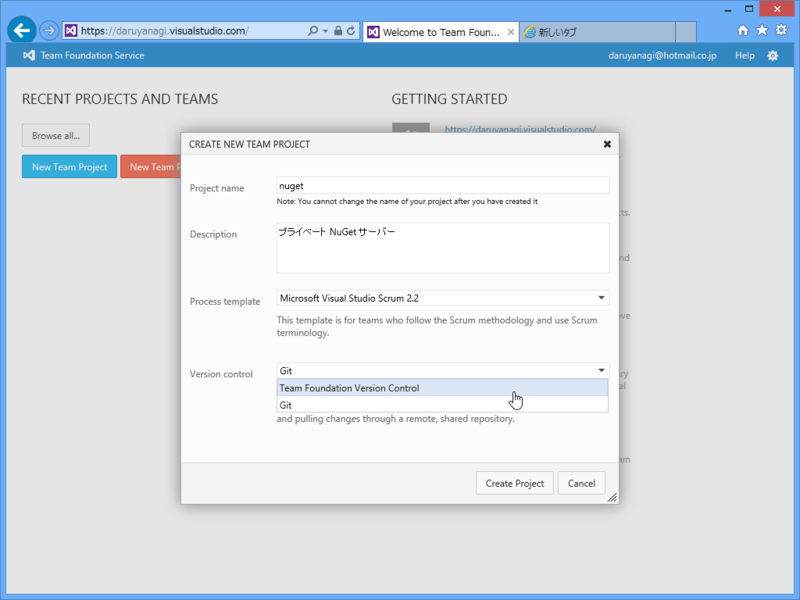 https://daruyanagi.visualstudio.com/
Welcome to Team Foun...
新しいタブ
Team Foundation Service
daruyanagi@hotmail.co.jp
Help
RECENT PROJECTS AND TEAMS
GETTING STARTED
Browse all...
https://daruyanagi.visualstudio.com/
New Team Project
New Team P
CREATE NEW TEAM PROJECT
Project name
nuget
Note: You cannot change the name of your project after you have created it
Description
プライベート NuGet サーバー
Process template
Microsoft Visual Studio Scrum 2.2
This template is for teams who follow the Scrum methodology and use Scrum
terminology.
Version control
Git
Team Foundation Version Control
Git
and pulling changes through a remote, shared repository.
Create Project
Cancel